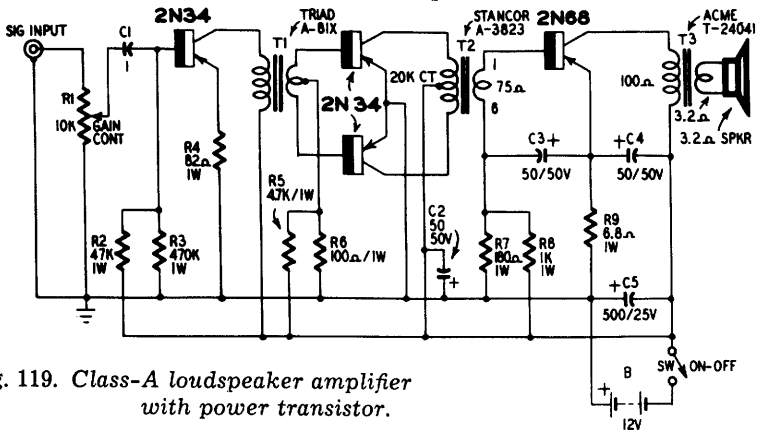 SIG INPUT
C1
1
2N34
TRIAD
A-81X
T1
STANCOR
A-3823
T2
2N68
ACME
T-24041
T3
R1
10K
GAIN
CONT
R4
82Ω
1W
2N34
20K CT
1
75Ω
6
100Ω
3.2Ω
3.2Ω SPKR
C3 +
50/50V
+ C4
50/50V
R5
47K/1W
C2
50
50V
+
R2
47K
1W
R3
470K
1W
R6
100Ω/1W
R7
180Ω
1W
R8
1K
1W
R9
6.8Ω
1W
+ C5
500/25V
SW
ON-OFF
B
+
12V
. 119. Class-A loudspeaker amplifier
with power transistor.